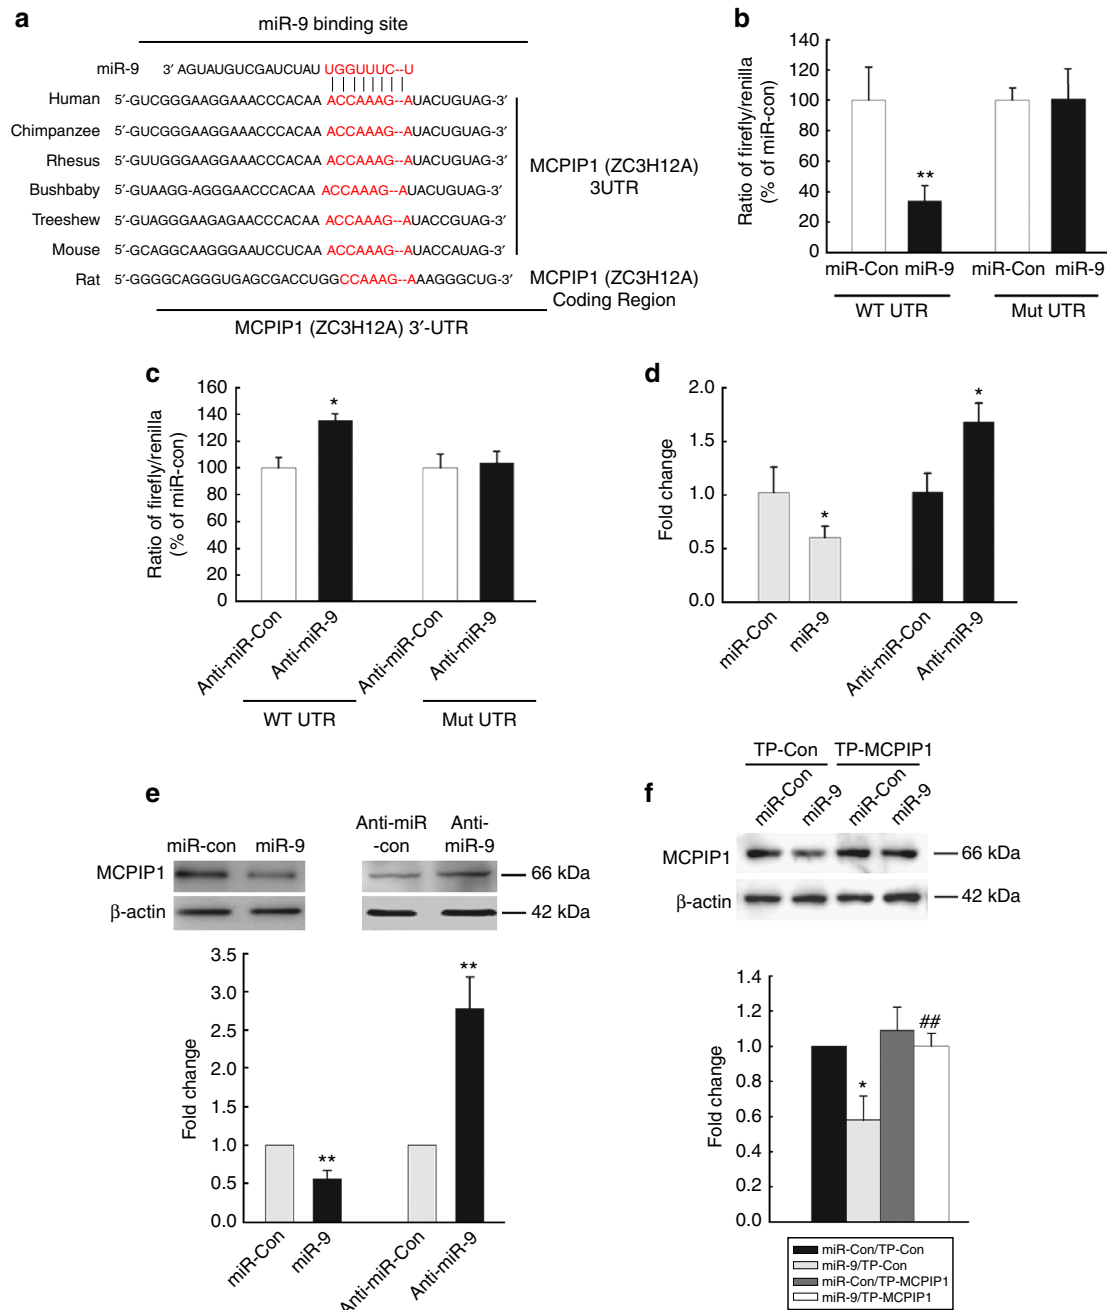 a
miR-9 binding site
miR-9 3′ AGUAUGUCGAUCUAU UGGUUUC--U
Human 5′-GUCGGGAAGGAAACCCACAA ACCAAAG--AUACUGUAG-3′
Chimpanzee 5′-GUCGGGAAGGAAACCCACAA ACCAAAG--AUACUGUAG-3′
Rhesus 5′-GUUGGGAAGGAAACCCACAA ACCAAAG--AUACUGUAG-3′
Bushbaby 5′-GUAAGG-AGGGAACCCACAA ACCAAAG--AUACUGUAG-3′
Treeshew 5′-GUAGGGAAGAGAACCCACAA ACCAAAG--AUACCGUAG-3′
Mouse 5′-GCAGGCAAGGGAAUCCUCAA ACCAAAG--AUACCAUAG-3′
Rat 5′-GGGGCAGGGUGAGCGACCUGGCCAAAG--AAAGGGCUG-3′
MCPIP1 (ZC3H12A)
3UTR
MCPIP1 (ZC3H12A)
Coding Region
MCPIP1 (ZC3H12A) 3′-UTR
b
Ratio of firefly/renilla
(% of miR-con)
140
120
100
80
60
40
20
0
**
miR-Con miR-9 miR-Con miR-9
WT UTR Mut UTR
c
Ratio of firefly/renilla
(% of miR-con)
160
140
120
100
80
60
40
20
0
*
Anti-miR-Con Anti-miR-9 Anti-miR-Con Anti-miR-9
WT UTR Mut UTR
d
Fold change
2.0
1.5
1.0
0.5
0.0
*
*
miR-Con miR-9 Anti-miR-Con Anti-miR-9
e
miR-con miR-9
Anti-miR
-con
Anti-
miR-9
MCPIP1 66 kDa
β-actin 42 kDa
Fold change
3.5
3.0
2.5
2.0
1.5
1.0
0.5
0.0
**
**
miR-Con miR-9 Anti-miR-Con Anti-miR-9
f
TP-Con TP-MCPIP1
miR-Con miR-9 miR-Con miR-9
MCPIP1 66 kDa
β-actin 42 kDa
Fold change
1.4
1.2
1.0
0.8
0.6
0.4
0.2
0.0
*
##
miR-Con/TP-Con
miR-9/TP-Con
miR-Con/TP-MCPIP1
miR-9/TP-MCPIP1